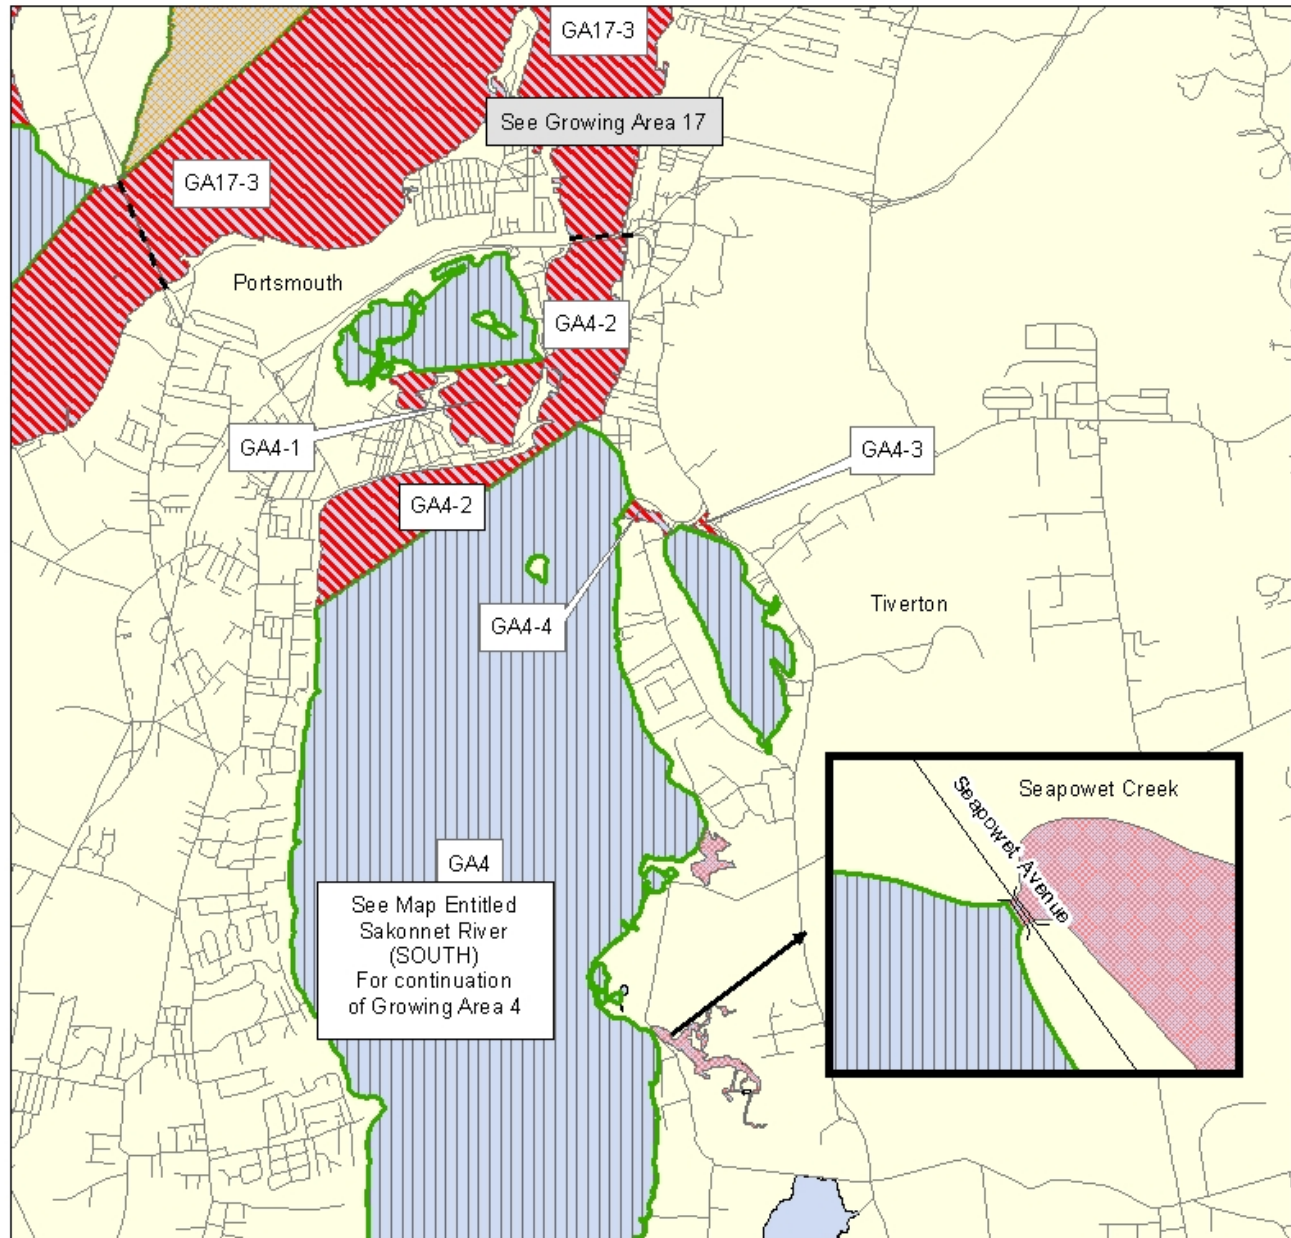 GA17-3
See Growing Area 17
GA17-3
Portsmouth
GA4-2
GA4-1
GA4-3
GA4-2
Tiverton
GA4-4
Seapowet Creek
Seapowet Avenue
GA4
See Map Entitled
Sakonnet River
(SOUTH)
For continuation
of Growing Area 4